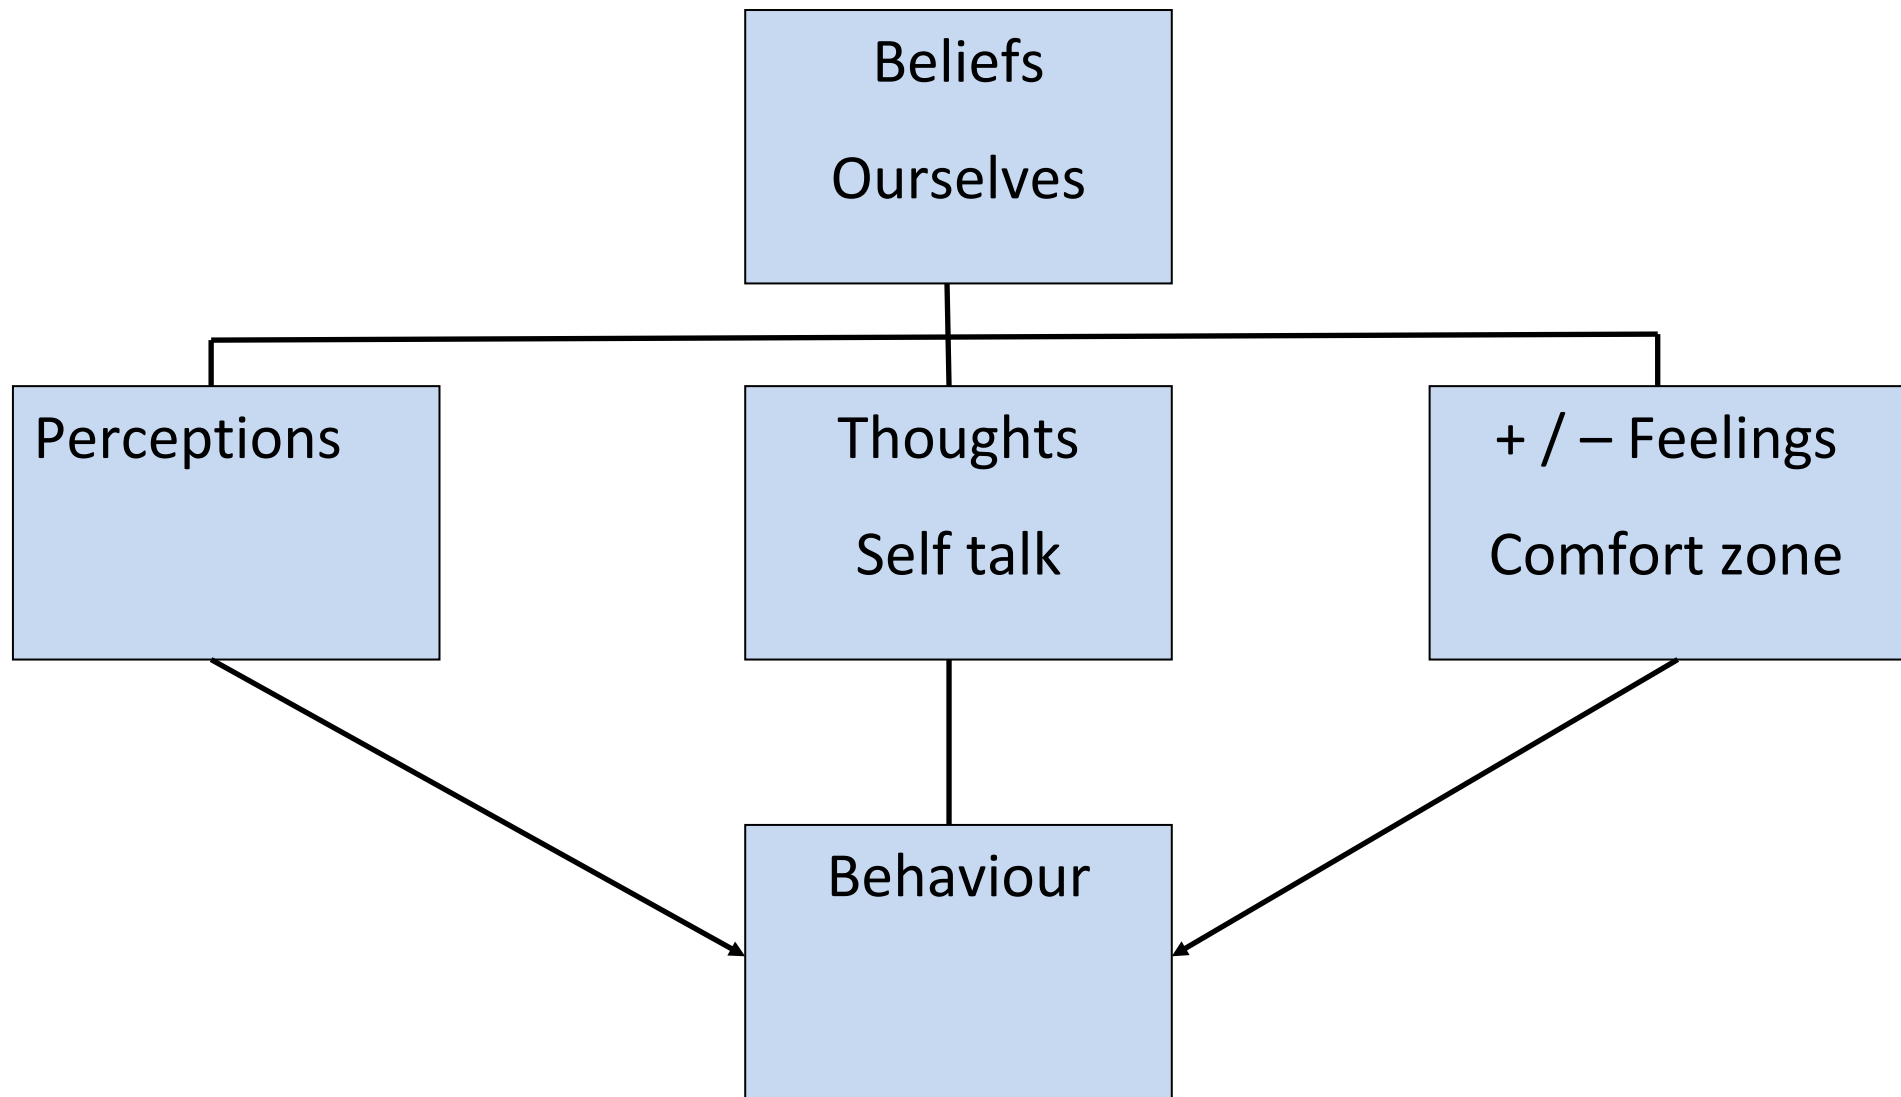 Beliefs
Ourselves
Perceptions
Thoughts
Self talk
+ / – Feelings
Comfort zone
Behaviour